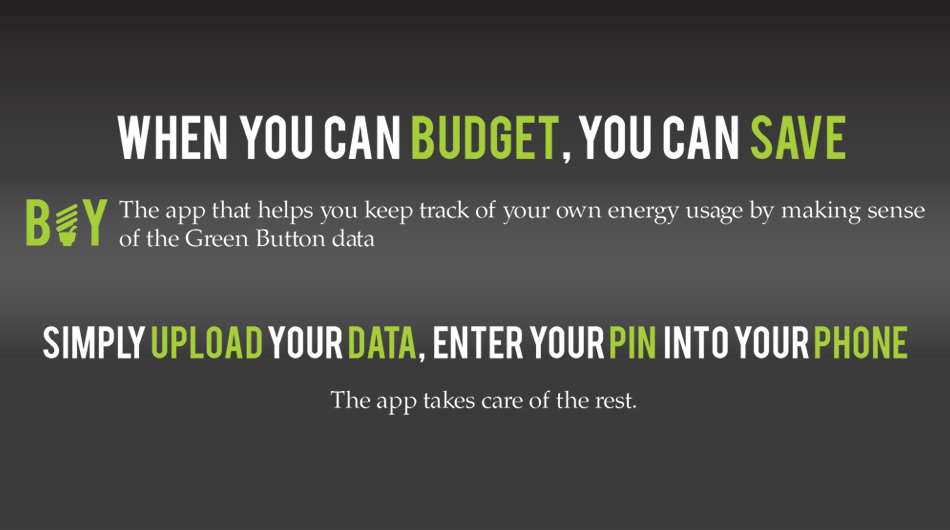 WHEN YOU CAN BUDGET, YOU CAN SAVE
B Y
The app that helps you keep track of your own energy usage by making sense
of the Green Button data
SIMPLY UPLOAD YOUR DATA, ENTER YOUR PIN INTO YOUR PHONE
The app takes care of the rest.